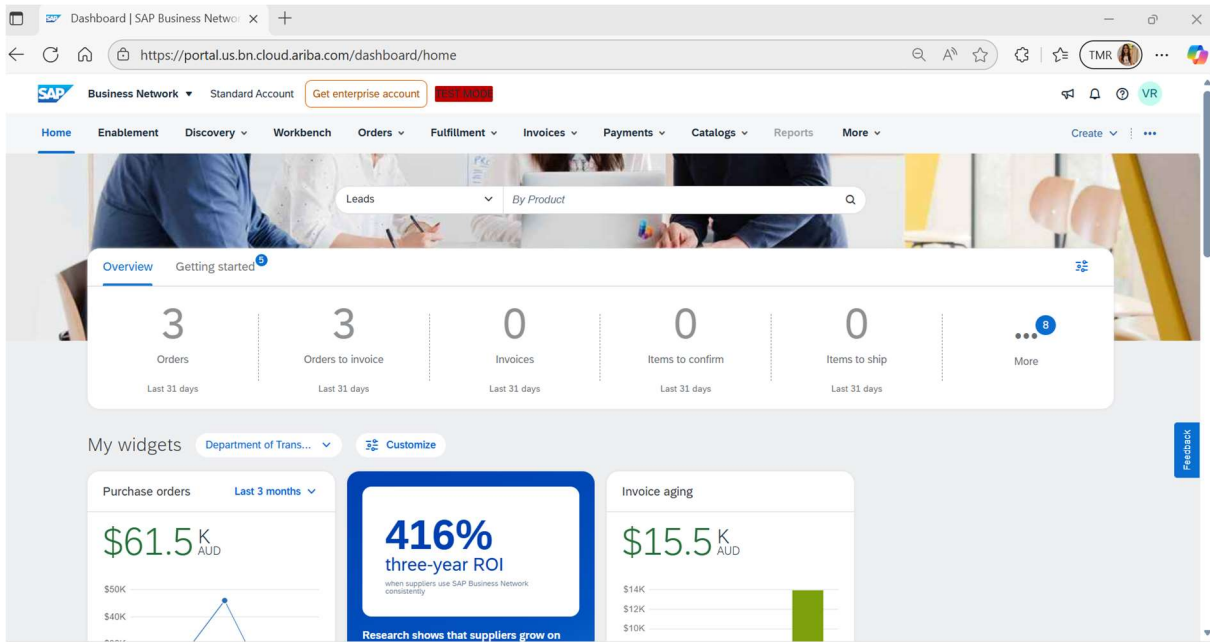 Dashboard | SAP Business Networ
https://portal.us.bn.cloud.ariba.com/dashboard/home
TMR
SAP
Business Network
Standard Account
Get enterprise account
TEST MODE
VR
Home
Enablement
Discovery
Workbench
Orders
Fulfillment
Invoices
Payments
Catalogs
Reports
More
Create
Leads
By Product
Overview
Getting started
5
3
Orders
Last 31 days
3
Orders to invoice
Last 31 days
0
Invoices
Last 31 days
0
Items to confirm
Last 31 days
0
Items to ship
Last 31 days
8
More
Feedback
My widgets
Department of Trans...
Customize
Purchase orders
Last 3 months
$61.5 K
AUD
$50K
$40K
416%
three-year ROI
when suppliers use SAP Business Network
consistently
Research shows that suppliers grow on
Invoice aging
$15.5 K
AUD
$14K
$12K
$10K